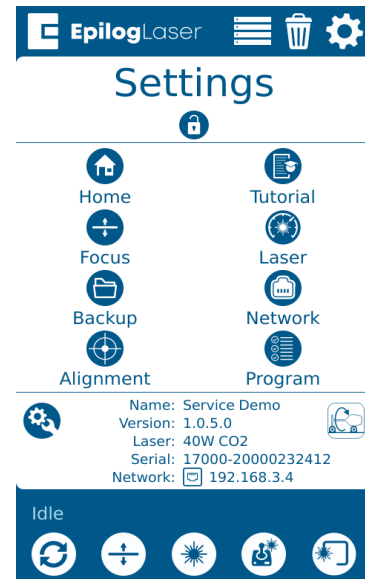 EpilogLaser
Settings
Home Tutorial
Focus Laser
Backup Network
Alignment Program
Name: Service Demo
Version: 1.0.5.0
Laser: 40W CO2
Serial: 17000-20000232412
Network: 192.168.3.4
Idle